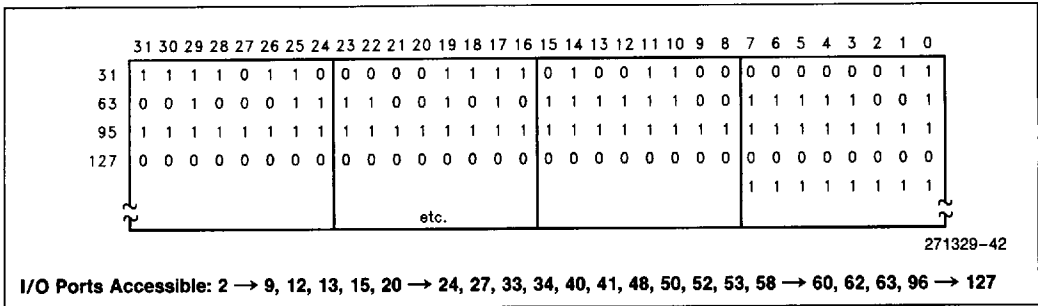 31 30 29 28 27 26 25 24 23 22 21 20 19 18 17 16 15 14 13 12 11 10 9 8 7 6 5 4 3 2 1 0
31 1 1 1 1 0 1 1 0 0 0 0 0 1 1 1 1 0 1 0 0 1 1 0 0 0 0 0 0 0 0 1 1
63 0 0 1 0 0 0 1 1 1 1 0 0 1 0 1 0 1 1 1 1 1 1 0 0 1 1 1 1 1 0 0 1
95 1 1 1 1 1 1 1 1 1 1 1 1 1 1 1 1 1 1 1 1 1 1 1 1 1 1 1 1 1 1 1 1
127 0 0 0 0 0 0 0 0 0 0 0 0 0 0 0 0 0 0 0 0 0 0 0 0 0 0 0 0 0 0 0 0
1 1 1 1 1 1 1 1
etc.
271329–42
I/O Ports Accessible: 2 → 9, 12, 13, 15, 20 → 24, 27, 33, 34, 40, 41, 48, 50, 52, 53, 58 → 60, 62, 63, 96 → 127